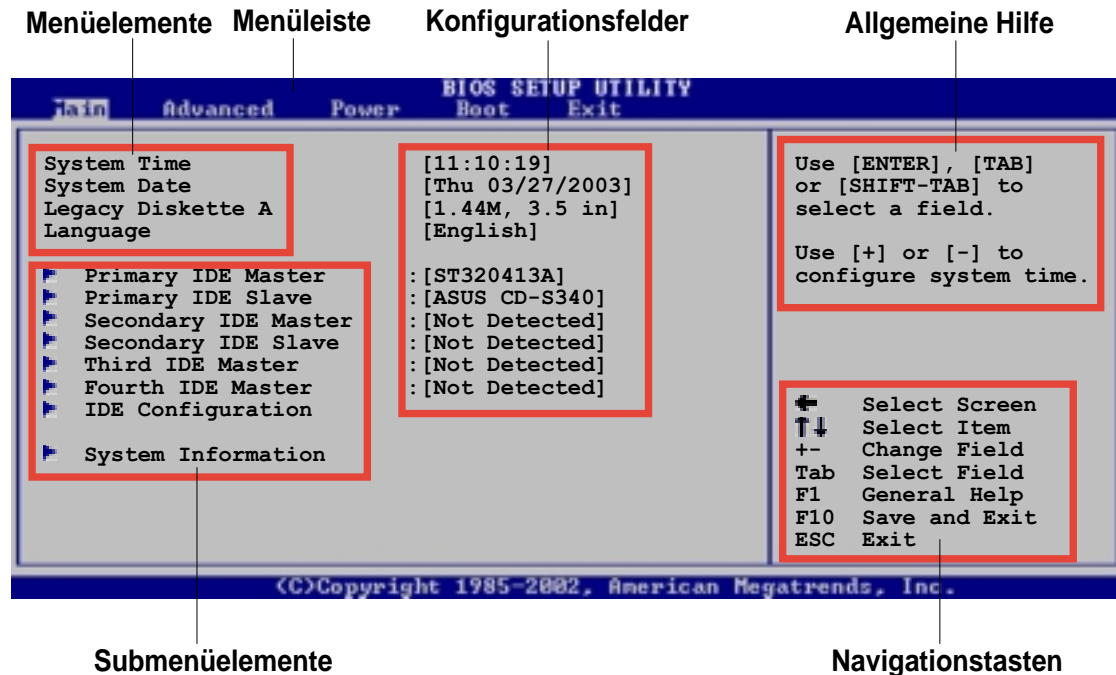 Menüelemente Menüleiste Konfigurationsfelder Allgemeine Hilfe
BIOS SETUP UTILITY
Main Advanced Power Boot Exit
System Time [11:10:19]
System Date [Thu 03/27/2003]
Legacy Diskette A [1.44M, 3.5 in]
Language [English]
Primary IDE Master :[ST320413A]
Primary IDE Slave :[ASUS CD-S340]
Secondary IDE Master :[Not Detected]
Secondary IDE Slave :[Not Detected]
Third IDE Master :[Not Detected]
Fourth IDE Master :[Not Detected]
IDE Configuration
System Information
Use [ENTER], [TAB]
or [SHIFT-TAB] to
select a field.
Use [+] or [-] to
configure system time.
Select Screen
↑↓ Select Item
+- Change Field
Tab Select Field
F1 General Help
F10 Save and Exit
ESC Exit
(C)Copyright 1985-2002, American Megatrends, Inc.
Submenüelemente Navigationstasten